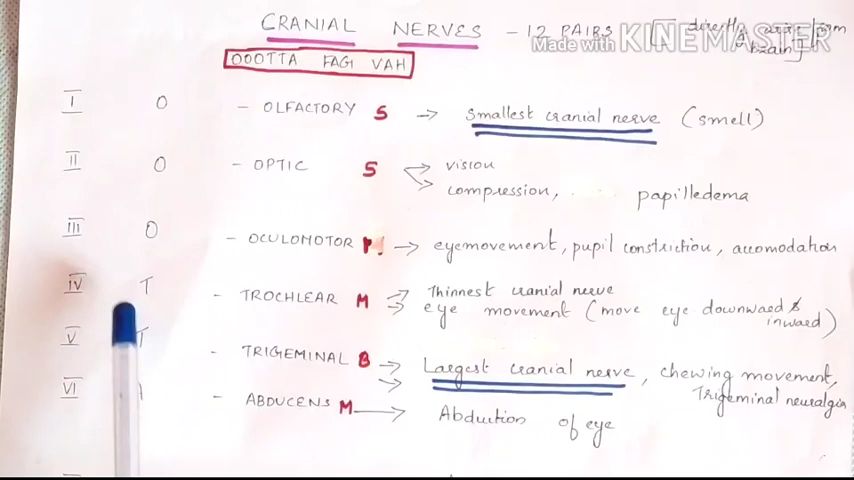 CRANIAL NERVES - 12 PAIRS [directly
brain]
Made with KINEMASTER
OOOTTA FAGI VAH
I O - OLFACTORY S → Smallest cranial nerve (smell)
II O - OPTIC S → vision
→ compression, papilledema
III O - OCULOMOTOR M → eyemovement, pupil constriction, accomodation
IV T - TROCHLEAR M → Thinnest cranial nerve
→ eye movement (move eye downward &
inward)
V T - TRIGEMINAL B → Largest cranial nerve, chewing movement,
→ Trigeminal neuralgia
VI - ABDUCENS M → Abduction of eye